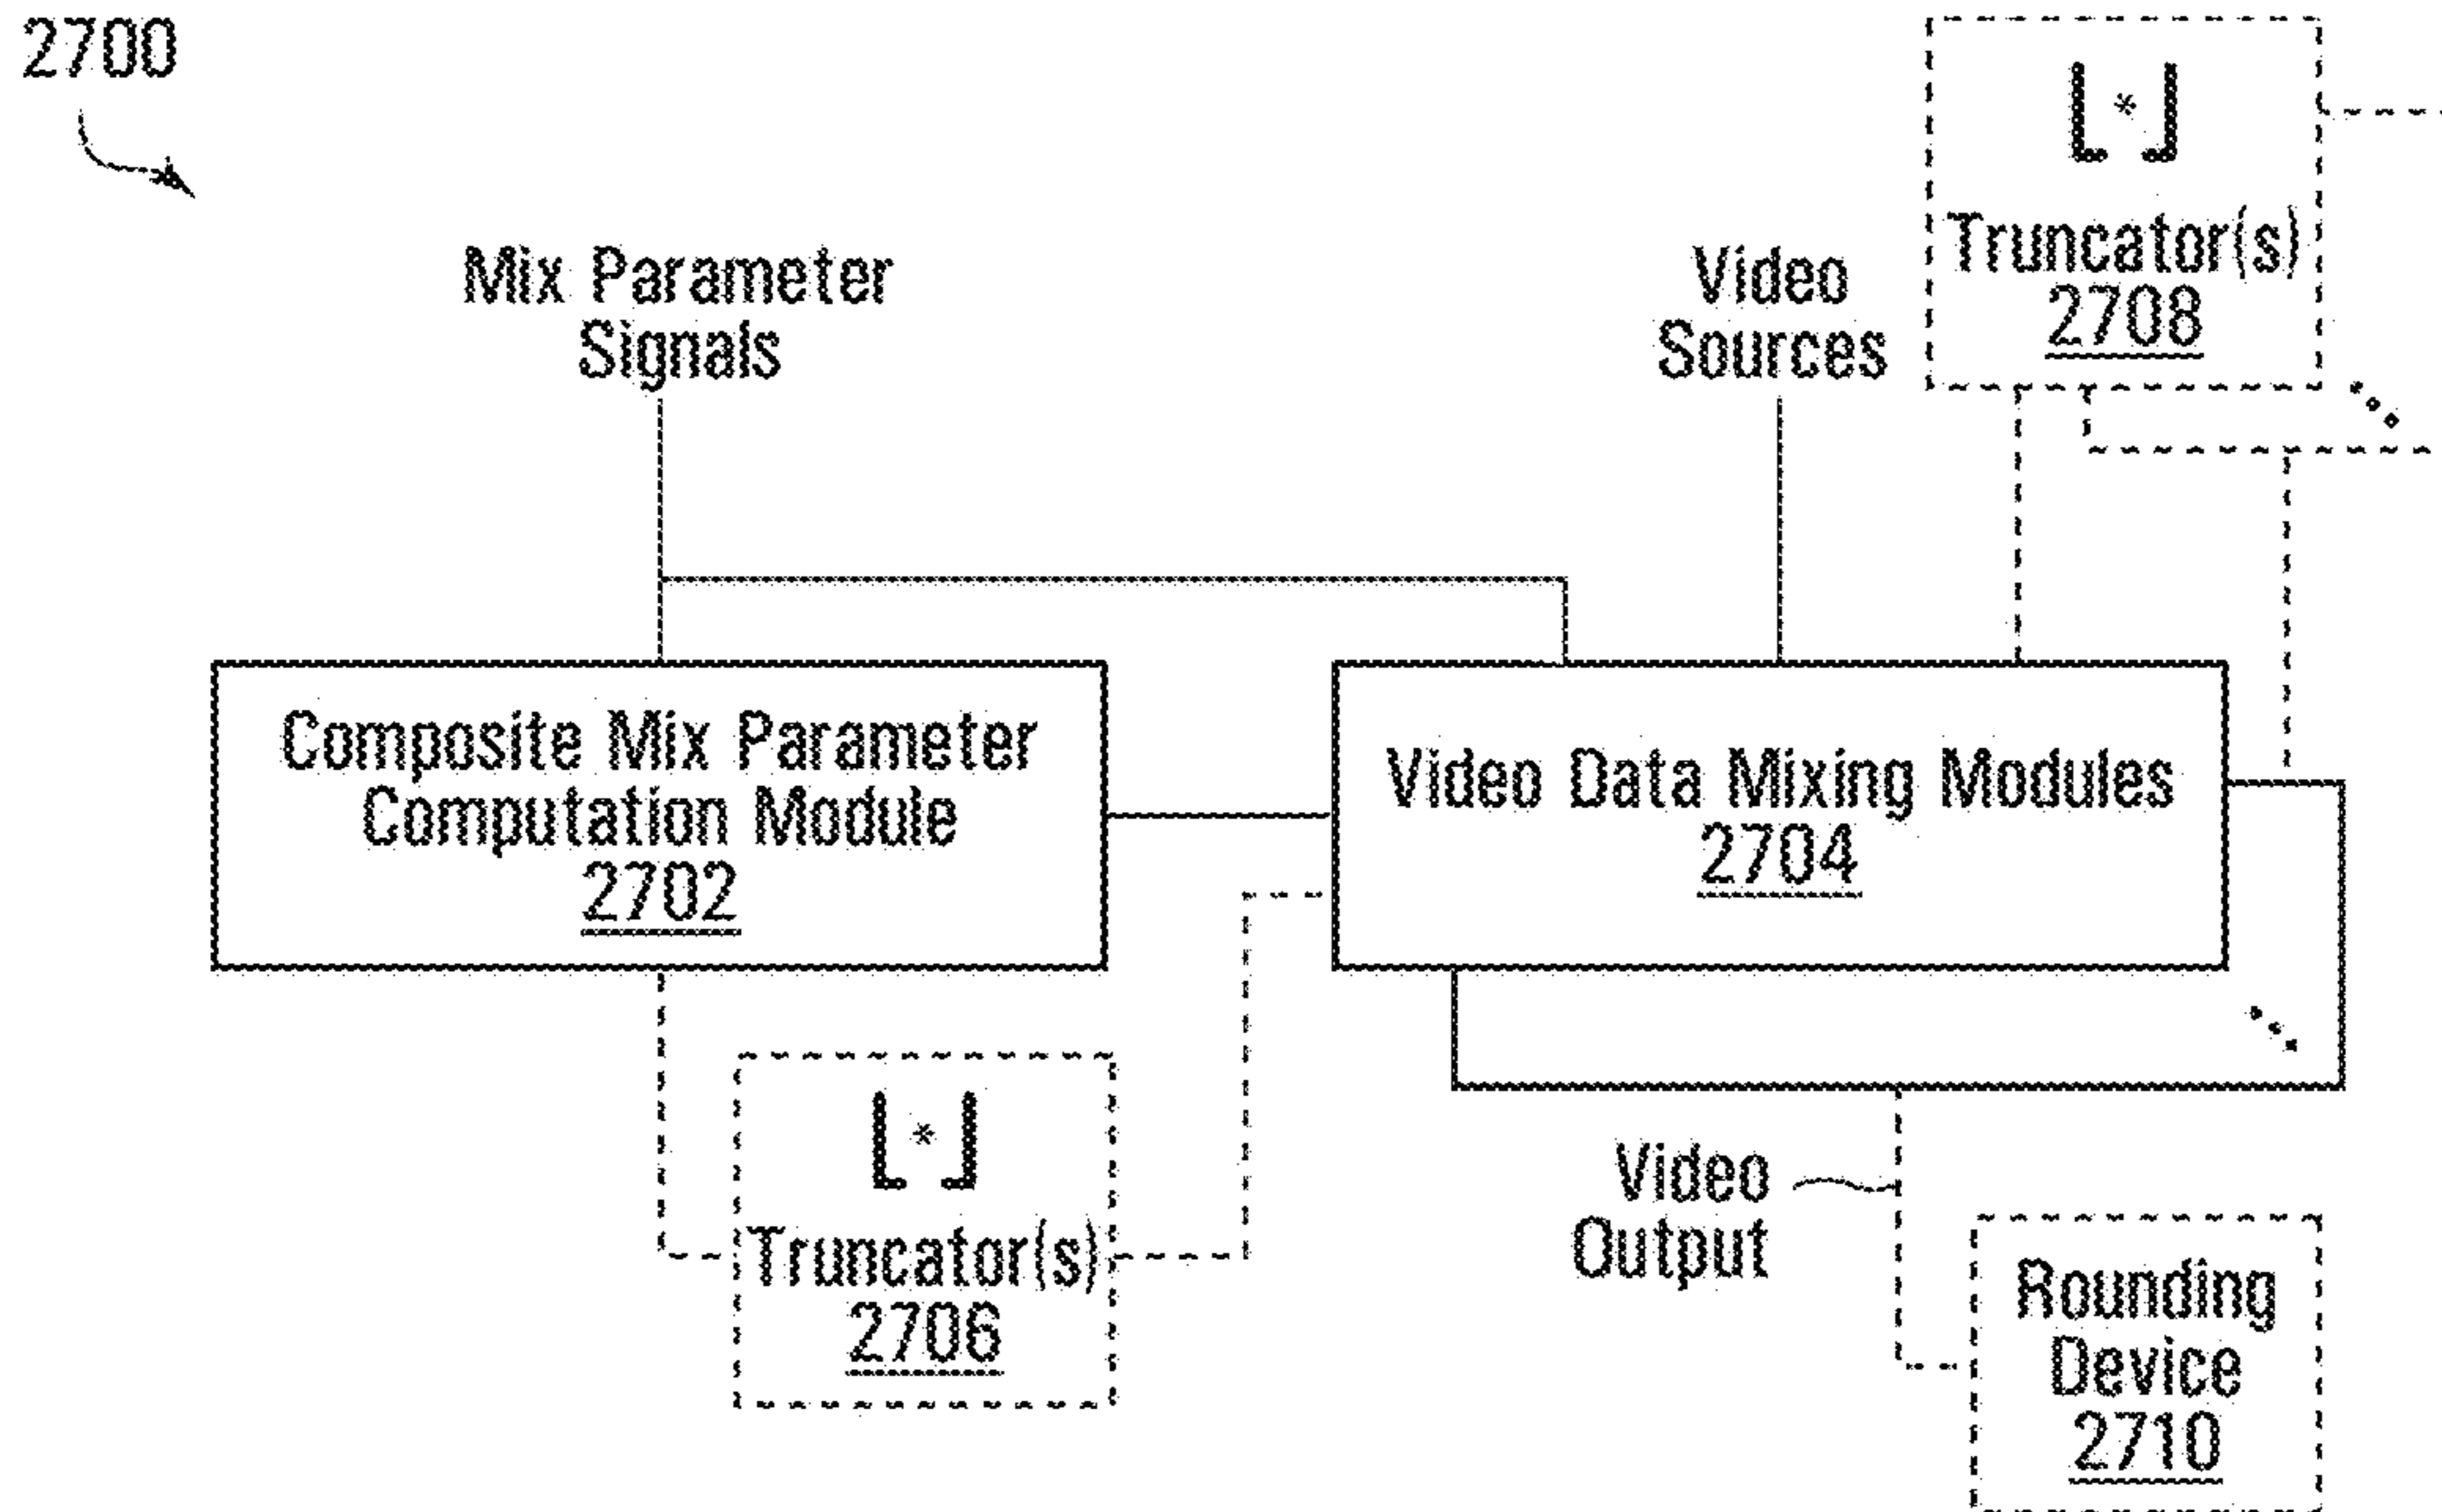 2700
⌊*⌋
Truncator(s)
2708
Mix Parameter
Signals
Video
Sources
Composite Mix Parameter
Computation Module
2702
Video Data Mixing Modules
2704
⌊*⌋
Truncator(s)
2706
Video
Output
Rounding
Device
2710